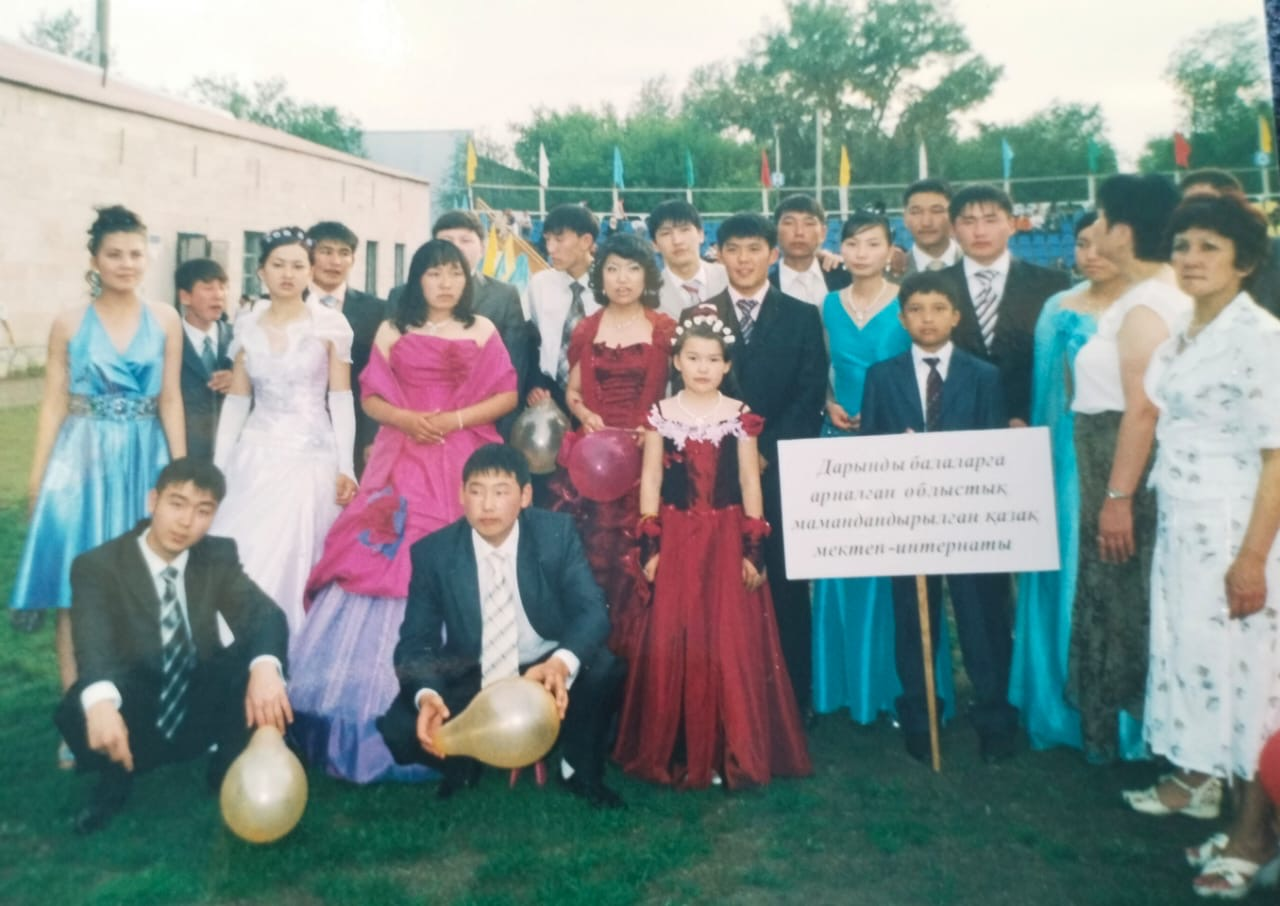 Дарынды балаларға
арналған облыстық
мамандандырылған қазақ
мектеп-интернаты